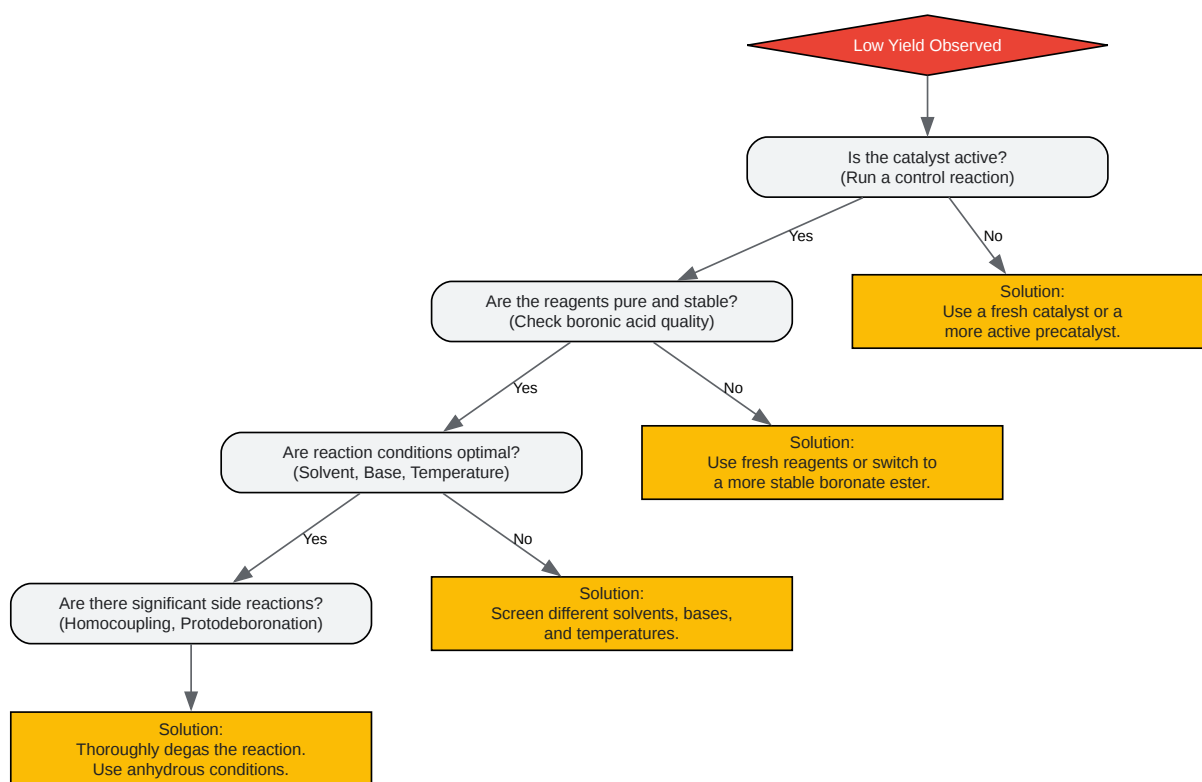 Low Yield Observed
Is the catalyst active?
(Run a control reaction)
Yes
No
Are the reagents pure and stable?
(Check boronic acid quality)
Solution:
Use a fresh catalyst or a
more active precatalyst.
Yes
No
Are reaction conditions optimal?
(Solvent, Base, Temperature)
Solution:
Use fresh reagents or switch to
a more stable boronate ester.
Yes
No
Are there significant side reactions?
(Homocoupling, Protodeboronation)
Solution:
Screen different solvents, bases,
and temperatures.
Solution:
Thoroughly degas the reaction.
Use anhydrous conditions.